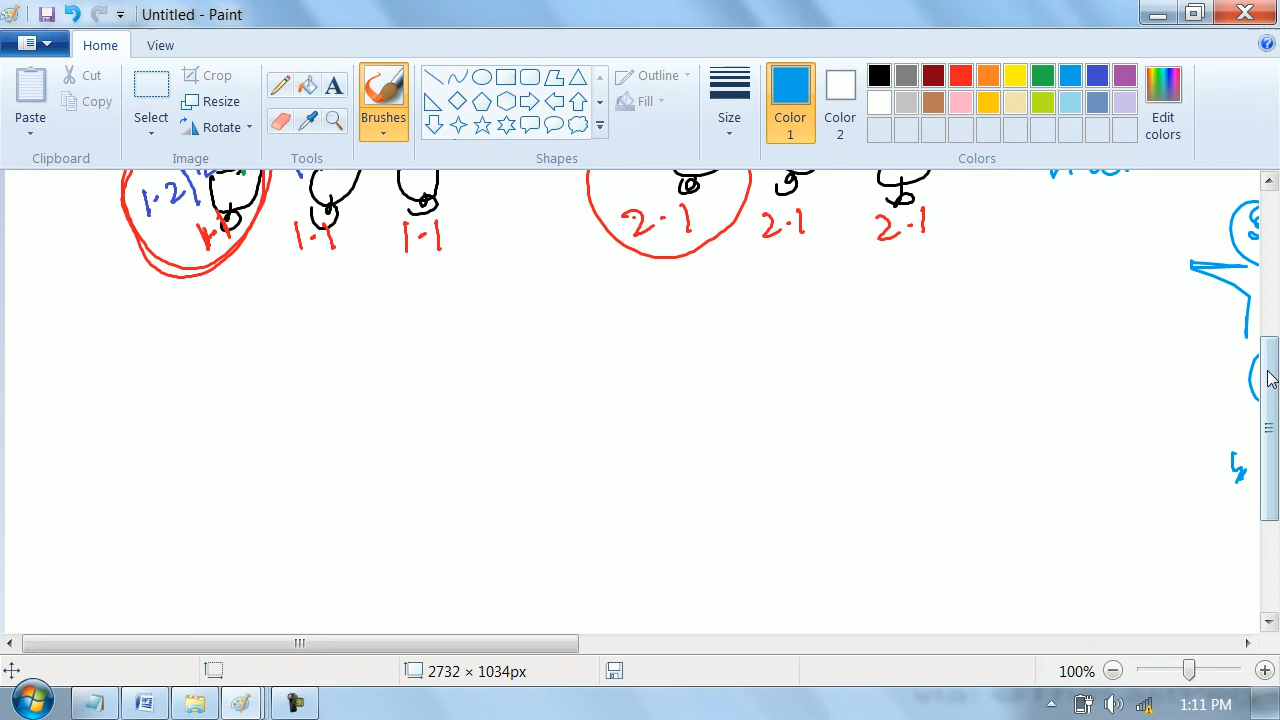 Untitled - Paint
Home
View
Paste
Cut
Copy
Select
Crop
Resize
Rotate
Brushes
Outline
Fill
Size
Color 1
Color 2
Edit colors
Clipboard
Image
Tools
Shapes
Colors
1.2
1.1
1.1
1.1
2.1
2.1
2.1
2732 × 1034px
100%
1:11 PM